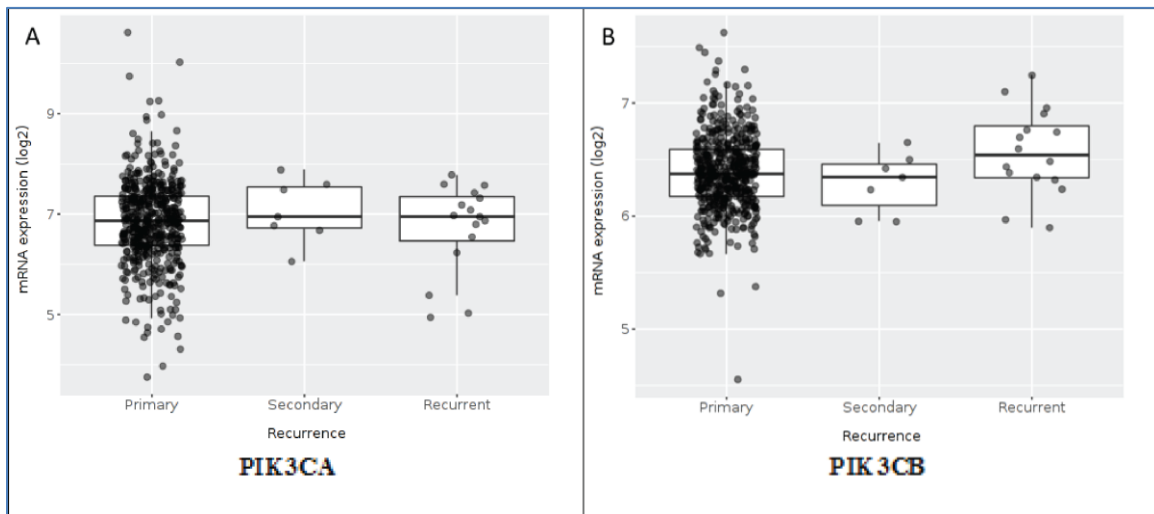 A
mRNA expression (log2)
9
7
5
Primary Secondary Recurrent
Recurrence
PIK3CA
B
mRNA expression (log2)
7
6
5
Primary Secondary Recurrent
Recurrence
PIK3CB